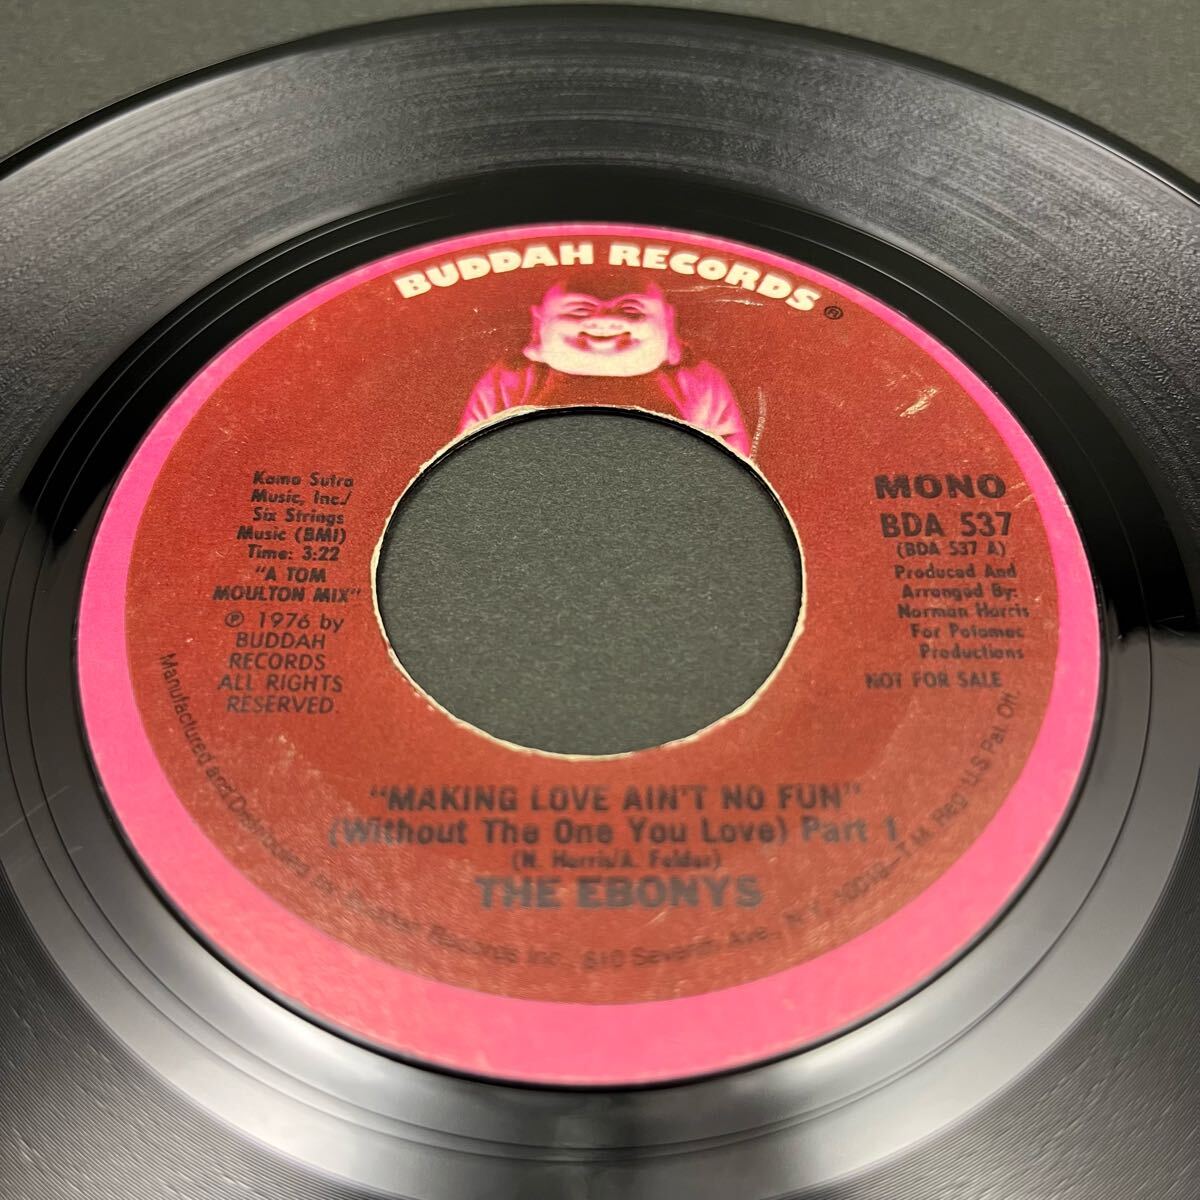 BUDDAH RECORDS®
Kama Sutra
Music, Inc./
Six Strings
Music (BMI)
Time: 3:22
"A TOM
MOULTON MIX"
℗ 1976 by
BUDDAH
RECORDS
ALL RIGHTS
RESERVED.
MONO
BDA 537
(BDA 537 A)
Produced And
Arranged By:
Norman Harris
For Potomac
Productions
NOT FOR SALE
"MAKING LOVE AIN'T NO FUN"
(Without The One You Love) Part 1
(N. Harris/A. Felder)
THE EBONYS
Manufactured and Distributed by Buddah Records Inc., 810 Seventh Ave., N.Y., N.Y. 10019—T.M. Reg. U.S. Pat. Off.